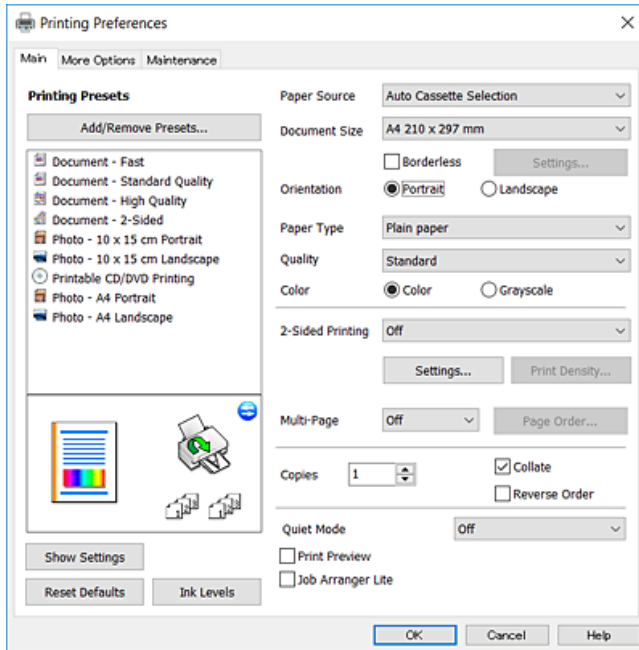 Printing Preferences
Main More Options Maintenance
Printing Presets
Add/Remove Presets...
Document - Fast
Document - Standard Quality
Document - High Quality
Document - 2-Sided
Photo - 10 x 15 cm Portrait
Photo - 10 x 15 cm Landscape
Printable CD/DVD Printing
Photo - A4 Portrait
Photo - A4 Landscape
Show Settings
Reset Defaults Ink Levels
Paper Source Auto Cassette Selection
Document Size A4 210 x 297 mm
Borderless Settings...
Orientation Portrait Landscape
Paper Type Plain paper
Quality Standard
Color Color Grayscale
2-Sided Printing Off
Settings... Print Density...
Multi-Page Off Page Order...
Copies 1 Collate
Reverse Order
Quiet Mode Off
Print Preview
Job Arranger Lite
OK Cancel Help